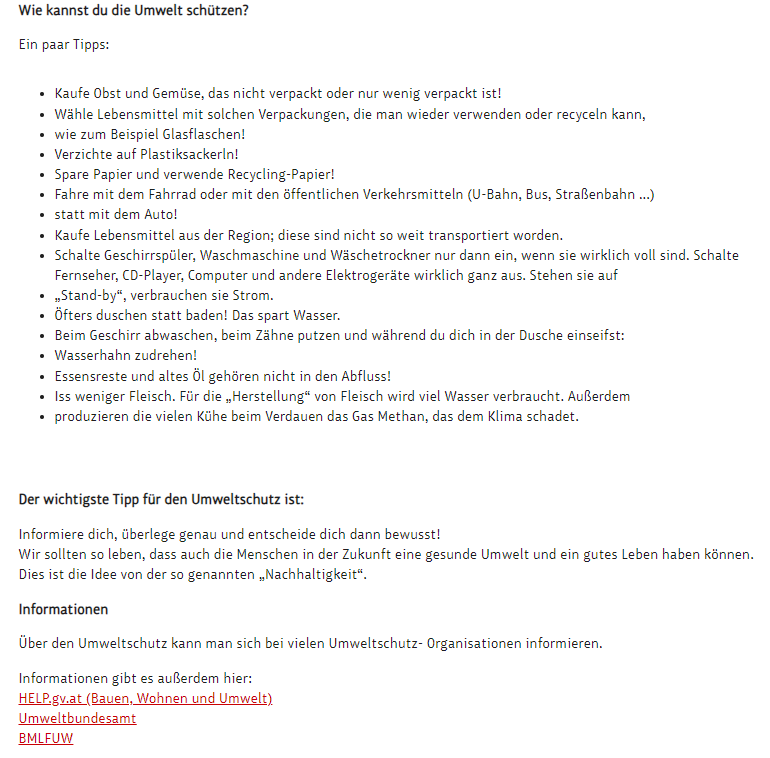 Wie kannst du die Umwelt schützen?
Ein paar Tipps:
• Kaufe Obst und Gemüse, das nicht verpackt oder nur wenig verpackt ist!
• Wähle Lebensmittel mit solchen Verpackungen, die man wieder verwenden oder recyceln kann,
• wie zum Beispiel Glasflaschen!
• Verzichte auf Plastiksackerln!
• Spare Papier und verwende Recycling-Papier!
• Fahre mit dem Fahrrad oder mit den öffentlichen Verkehrsmitteln (U-Bahn, Bus, Straßenbahn ...)
• statt mit dem Auto!
• Kaufe Lebensmittel aus der Region; diese sind nicht so weit transportiert worden.
• Schalte Geschirrspüler, Waschmaschine und Wäschetrockner nur dann ein, wenn sie wirklich voll sind. Schalte
Fernseher, CD-Player, Computer und andere Elektrogeräte wirklich ganz aus. Stehen sie auf
• „Stand-by“, verbrauchen sie Strom.
• Öfters duschen statt baden! Das spart Wasser.
• Beim Geschirr abwaschen, beim Zähne putzen und während du dich in der Dusche einseifst:
• Wasserhahn zudrehen!
• Essensreste und altes Öl gehören nicht in den Abfluss!
• Iss weniger Fleisch. Für die „Herstellung“ von Fleisch wird viel Wasser verbraucht. Außerdem
• produzieren die vielen Kühe beim Verdauen das Gas Methan, das dem Klima schadet.
Der wichtigste Tipp für den Umweltschutz ist:
Informiere dich, überlege genau und entscheide dich dann bewusst!
Wir sollten so leben, dass auch die Menschen in der Zukunft eine gesunde Umwelt und ein gutes Leben haben können.
Dies ist die Idee von der so genannten „Nachhaltigkeit“.
Informationen
Über den Umweltschutz kann man sich bei vielen Umweltschutz- Organisationen informieren.
Informationen gibt es außerdem hier:
HELP.gv.at (Bauen, Wohnen und Umwelt)
Umweltbundesamt
BMLFUW